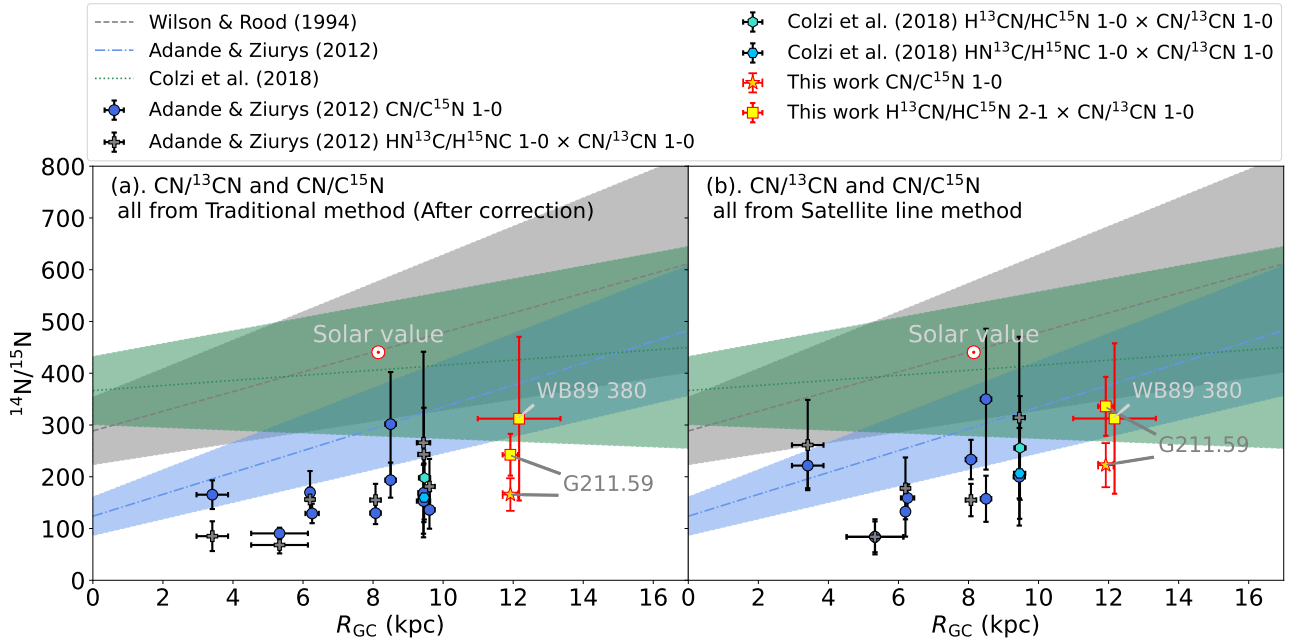 Wilson & Rood (1994)
Adande & Ziurys (2012)
Colzi et al. (2018)
Adande & Ziurys (2012) CN/C¹⁵N 1-0
Adande & Ziurys (2012) HN¹³C/H¹⁵NC 1-0 × CN/¹³CN 1-0
Colzi et al. (2018) H¹³CN/HC¹⁵N 1-0 × CN/¹³CN 1-0
Colzi et al. (2018) HN¹³C/H¹⁵NC 1-0 × CN/¹³CN 1-0
This work CN/C¹⁵N 1-0
This work H¹³CN/HC¹⁵N 2-1 × CN/¹³CN 1-0
¹⁴N/¹⁵N
800
700
600
500
400
300
200
100
0
(a). CN/¹³CN and CN/C¹⁵N
all from Traditional method (After correction)
Solar value
WB89 380
G211.59
0 2 4 6 8 10 12 14 16
R_GC (kpc)
(b). CN/¹³CN and CN/C¹⁵N
all from Satellite line method
Solar value
WB89 380
G211.59
0 2 4 6 8 10 12 14 16
R_GC (kpc)